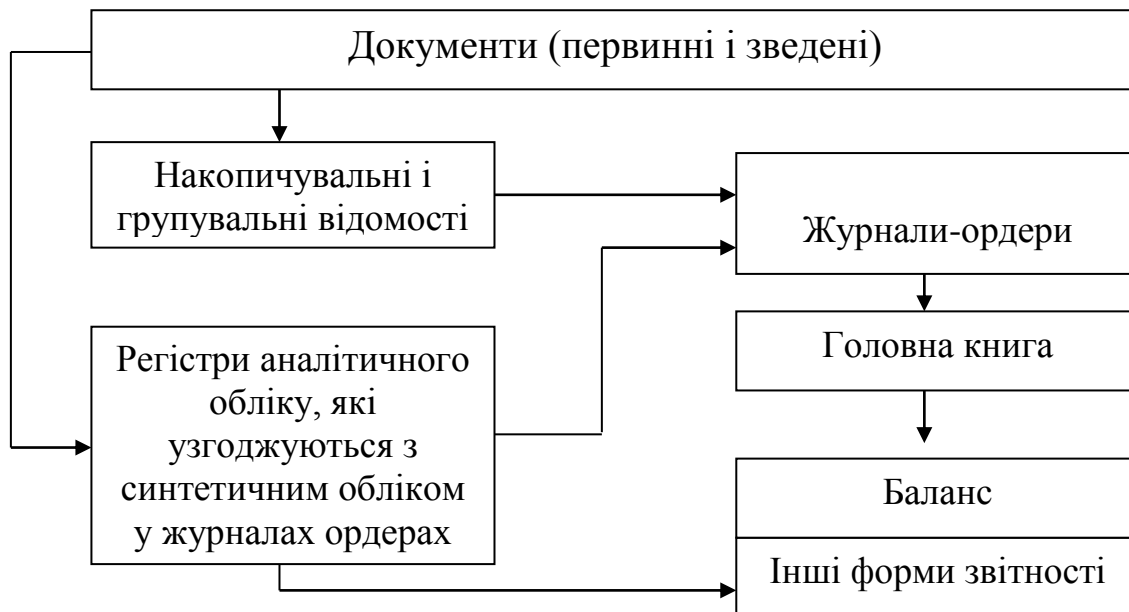 Документи (первинні і зведені)
Накопичувальні і
групувальні відомості
Журнали-ордери
Головна книга
Регістри аналітичного
обліку, які
узгоджуються з
синтетичним обліком
у журналах ордерах
Баланс
Інші форми звітності